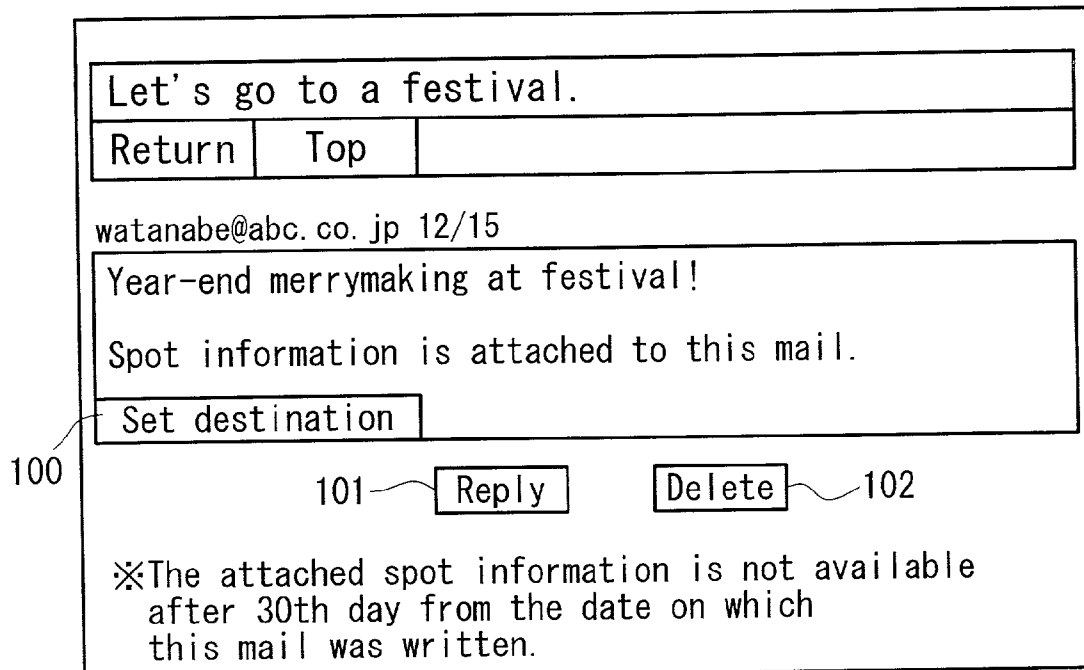 Let's go to a festival.
Return Top
watanabe@abc.co.jp 12/15
Year-end merrymaking at festival!
Spot information is attached to this mail.
Set destination
100
101 Reply Delete 102
※The attached spot information is not available
after 30th day from the date on which
this mail was written.